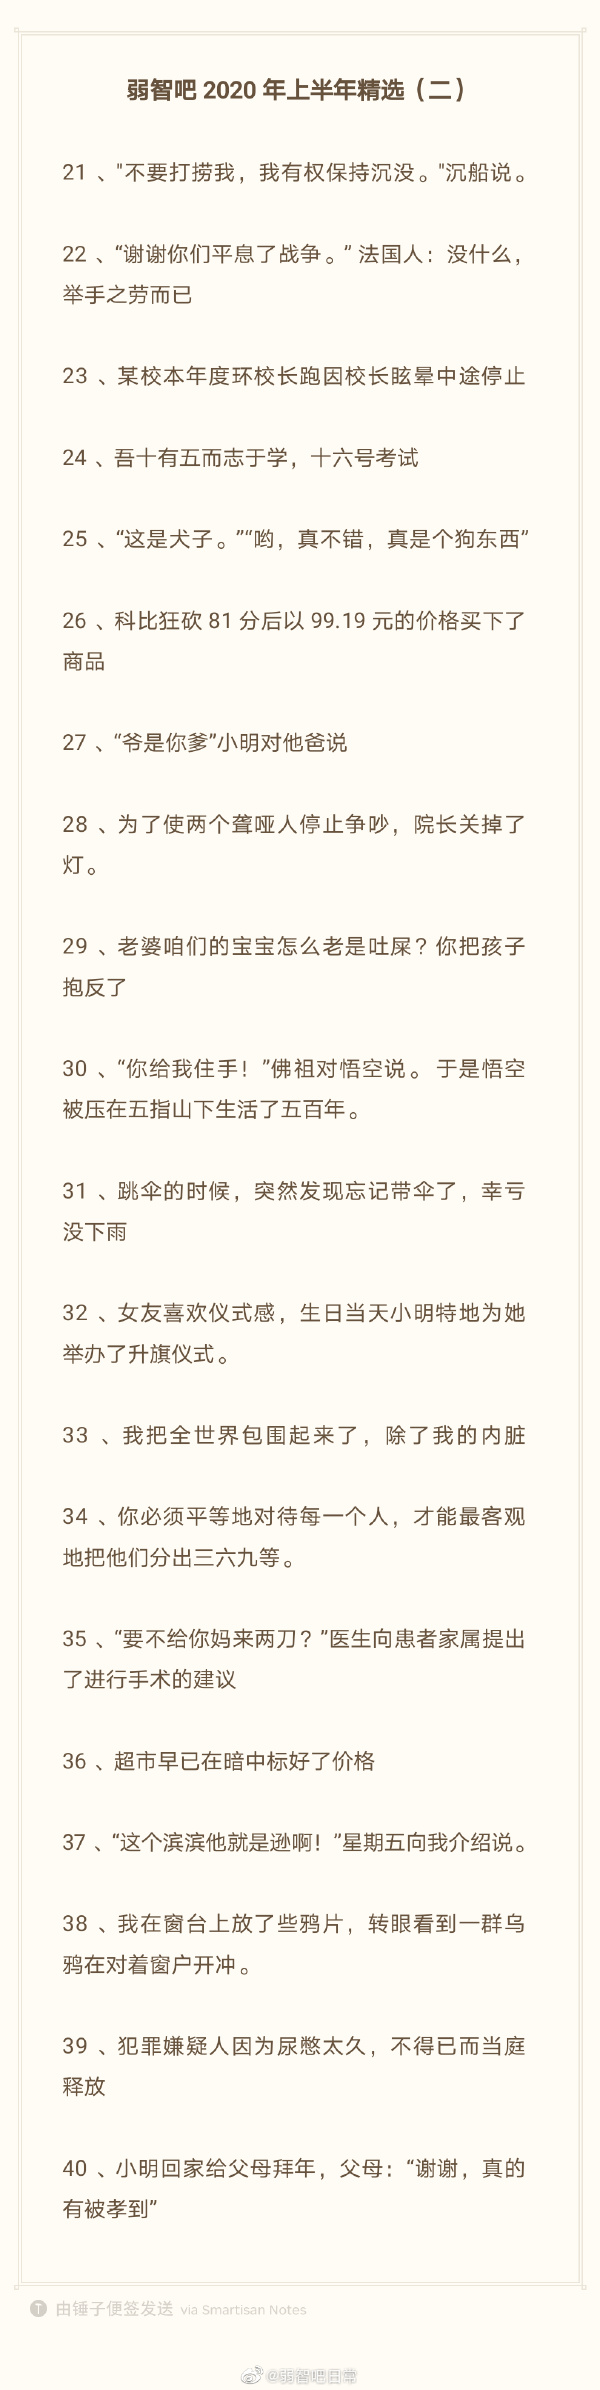 弱智吧 2020 年上半年精选（二）
21 、"不要打捞我，我有权保持沉没。"沉船说。
22 、“谢谢你们平息了战争。” 法国人：没什么，
举手之劳而已
23 、某校本年度环校长跑因校长眩晕中途停止
24 、吾十有五而志于学，十六号考试
25 、“这是犬子。”“哟，真不错，真是个狗东西”
26 、科比狂砍 81 分后以 99.19 元的价格买下了
商品
27 、“爷是你爹”小明对他爸说
28 、为了使两个聋哑人停止争吵，院长关掉了
灯。
29 、老婆咱们的宝宝怎么老是吐屎？你把孩子
抱反了
30 、“你给我住手！”佛祖对悟空说。 于是悟空
被压在五指山下生活了五百年。
31 、跳伞的时候，突然发现忘记带伞了，幸亏
没下雨
32 、女友喜欢仪式感，生日当天小明特地为她
举办了升旗仪式。
33 、我把全世界包围起来了，除了我的内脏
34 、你必须平等地对待每一个人，才能最客观
地把他们分出三六九等。
35 、“要不给你妈来两刀？”医生向患者家属提出
了进行手术的建议
36 、超市早已在暗中标好了价格
37 、“这个滨滨他就是逊啊！”星期五向我介绍说。
38 、我在窗台上放了些鸦片，转眼看到一群乌
鸦在对着窗户开冲。
39 、犯罪嫌疑人因为尿憋太久，不得已而当庭
释放
40 、小明回家给父母拜年，父母：“谢谢，真的
有被孝到”
T 由锤子便签发送 via Smartisan Notes
@弱智吧日常